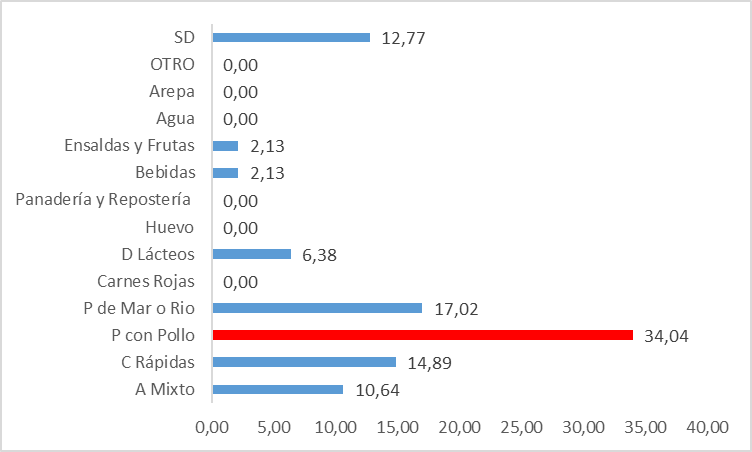 SD 12,77
OTRO 0,00
Arepa 0,00
Agua 0,00
Ensaldas y Frutas 2,13
Bebidas 2,13
Panadería y Repostería 0,00
Huevo 0,00
D Lácteos 6,38
Carnes Rojas 0,00
P de Mar o Rio 17,02
P con Pollo 34,04
C Rápidas 14,89
A Mixto 10,64
0,00 5,00 10,00 15,00 20,00 25,00 30,00 35,00 40,00